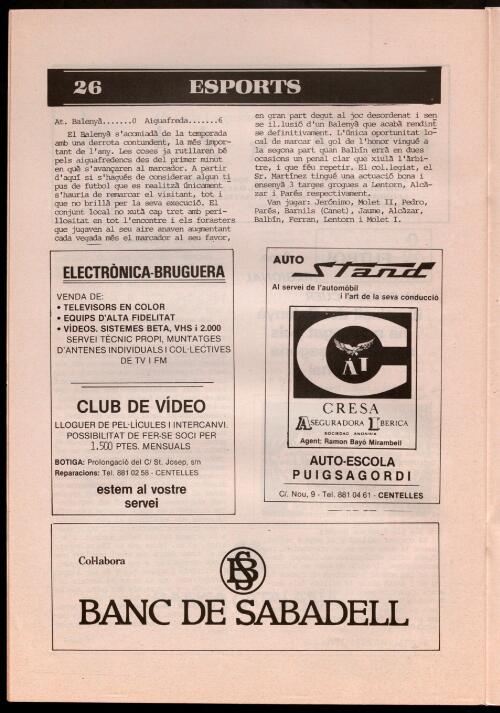 26 ESPORTS
At. Balenyà.......0 Aiguafreda.......6
El Balenyà s'acomiadà de la temporada
amb una derrota contundent, la més impor-
tant de l'any. Les coses ja rutllaren bé
pels aiguafredencs des del primer minut
en què s'avançaren al marcador. A partir
d'aquí si s'hagués de considerar algun ti
pus de futbol que es realitzà únicament
s'hauria de remarcar el visitant, tot i
que no brillà per la seva execució. El
conjunt local no xutà cap tret amb peri-
llositat en tot l'encontre i els forasters
que jugaven al seu aire anaven augmentant
cada vegada més el marcador al seu favor,
en gran part degut al joc desordenat i sen
se il.lusió d'un Balenyà que acabà rendint
se definitivament. L'única oportunitat lo-
cal de marcar el gol de l'honor vingué a
la segona part quan Balbín errà en dues
ocasions un penal clar que xiulà l'àrbi-
tre, i que féu repetir. El col.legiat, el
Sr. Martínez tingué una actuació bona i
ensenyà 3 targes grogues a Lentorn, Alcà-
zar i Parés respectivament.
Van jugar: Jerónimo, Molet II, Pedro,
Parés, Barnils (Canet), Jaume, Alcàzar,
Balbín, Ferran, Lentorn i Molet I.
ELECTRÒNICA-BRUGUERA
VENDA DE:
• TELEVISORS EN COLOR
• EQUIPS D'ALTA FIDELITAT
• VÍDEOS. SISTEMES BETA, VHS i 2.000
SERVEI TÈCNIC PROPI, MUNTATGES
D'ANTENES INDIVIDUALS I COL·LECTIVES
DE TV I FM
CLUB DE VÍDEO
LLOGUER DE PEL·LÍCULES I INTERCANVI.
POSSIBILITAT DE FER-SE SOCI PER
1.500 PTES. MENSUALS
BOTIGA: Prolongació del C/ St. Josep, s/n
Reparacions: Tel. 881 02 58 - CENTELLES
estem al vostre
servei
AUTO Stand
Al servei de l'automòbil
i l'art de la seva conducció
AI
CRESA
ASEGURADORA IBERICA
SOCIEDAD ANONIMA
Agent: Ramon Bayó Mirambell
AUTO-ESCOLA
PUIGSAGORDI
C/. Nou, 9 - Tel. 881 04 61 - CENTELLES
Col·labora
BS
BANC DE SABADELL